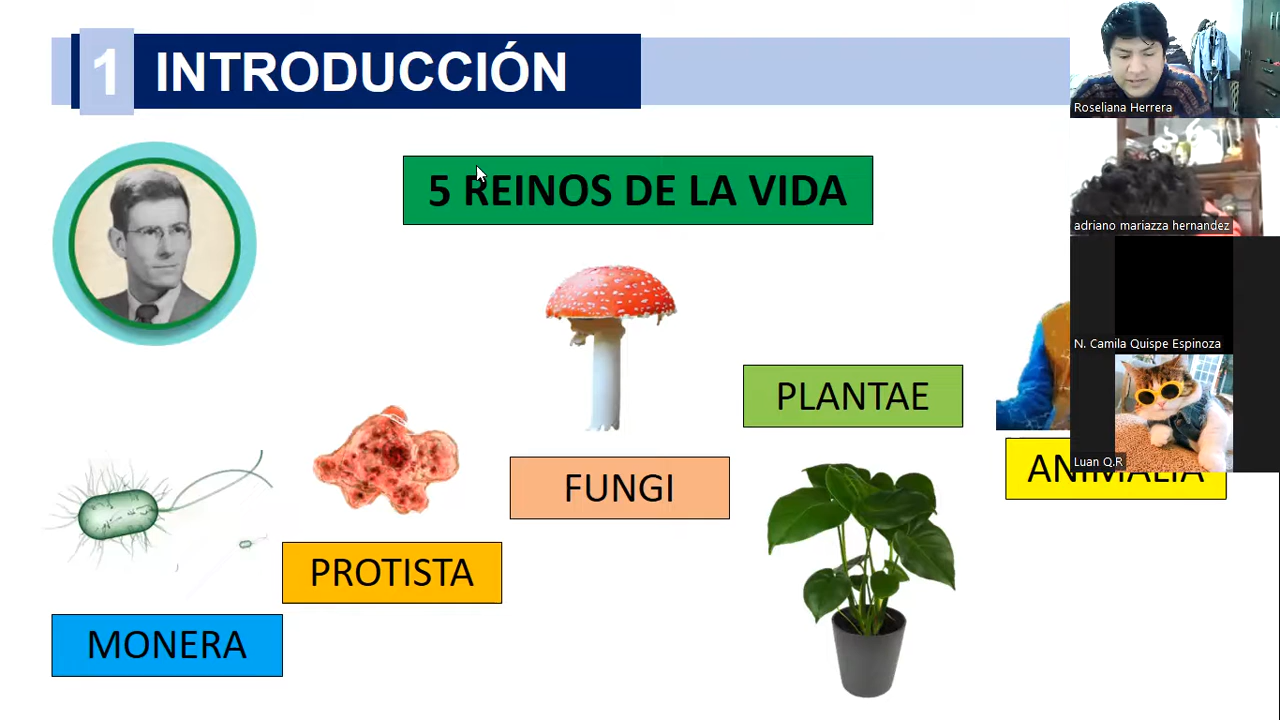 1 INTRODUCCIÓN
5 REINOS DE LA VIDA
PLANTAE
ANIMALIA
FUNGI
PROTISTA
MONERA
Roseliana Herrera
adriano mariazza hernandez
N. Camila Quispe Espinoza
Luan Q.R